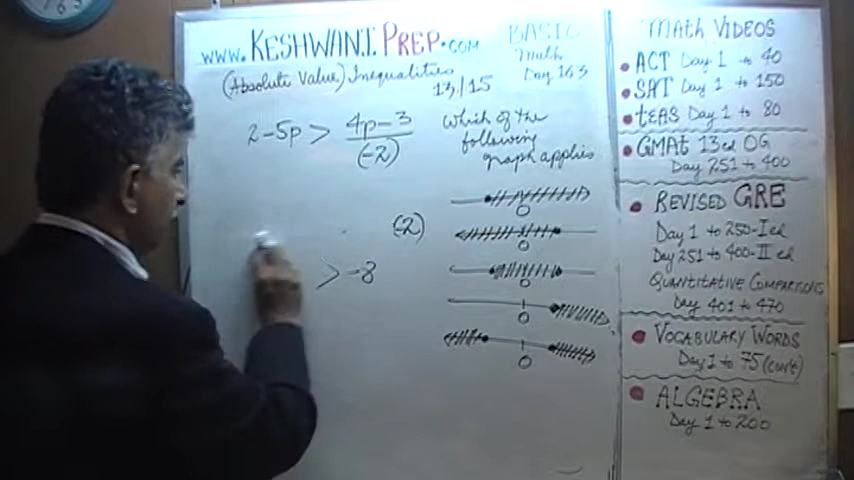 www.KESHWANT PREP.com
BASIC
Math
Day 163
(Absolute Value) Inequalities
13/15
2-5p > 4p-3
(-2)
which of the
following
graph applies
(-2)
> -8
0
0
0
0
0
MATH VIDEOS
ACT Day 1 to 40
SAT Day 1 to 150
tEAS Day 1 to 80
GMAt 13ed OG
Day 251 to 400
REVISED GRE
Day 1 to 250-I ed
Day 251 to 400-II ed
QUANTITATIVE COMPARISONS
Day 401 to 470
VOCABULARY WORDS
Day 1 to 75 (con't)
ALGEBRA
Day 1 to 200